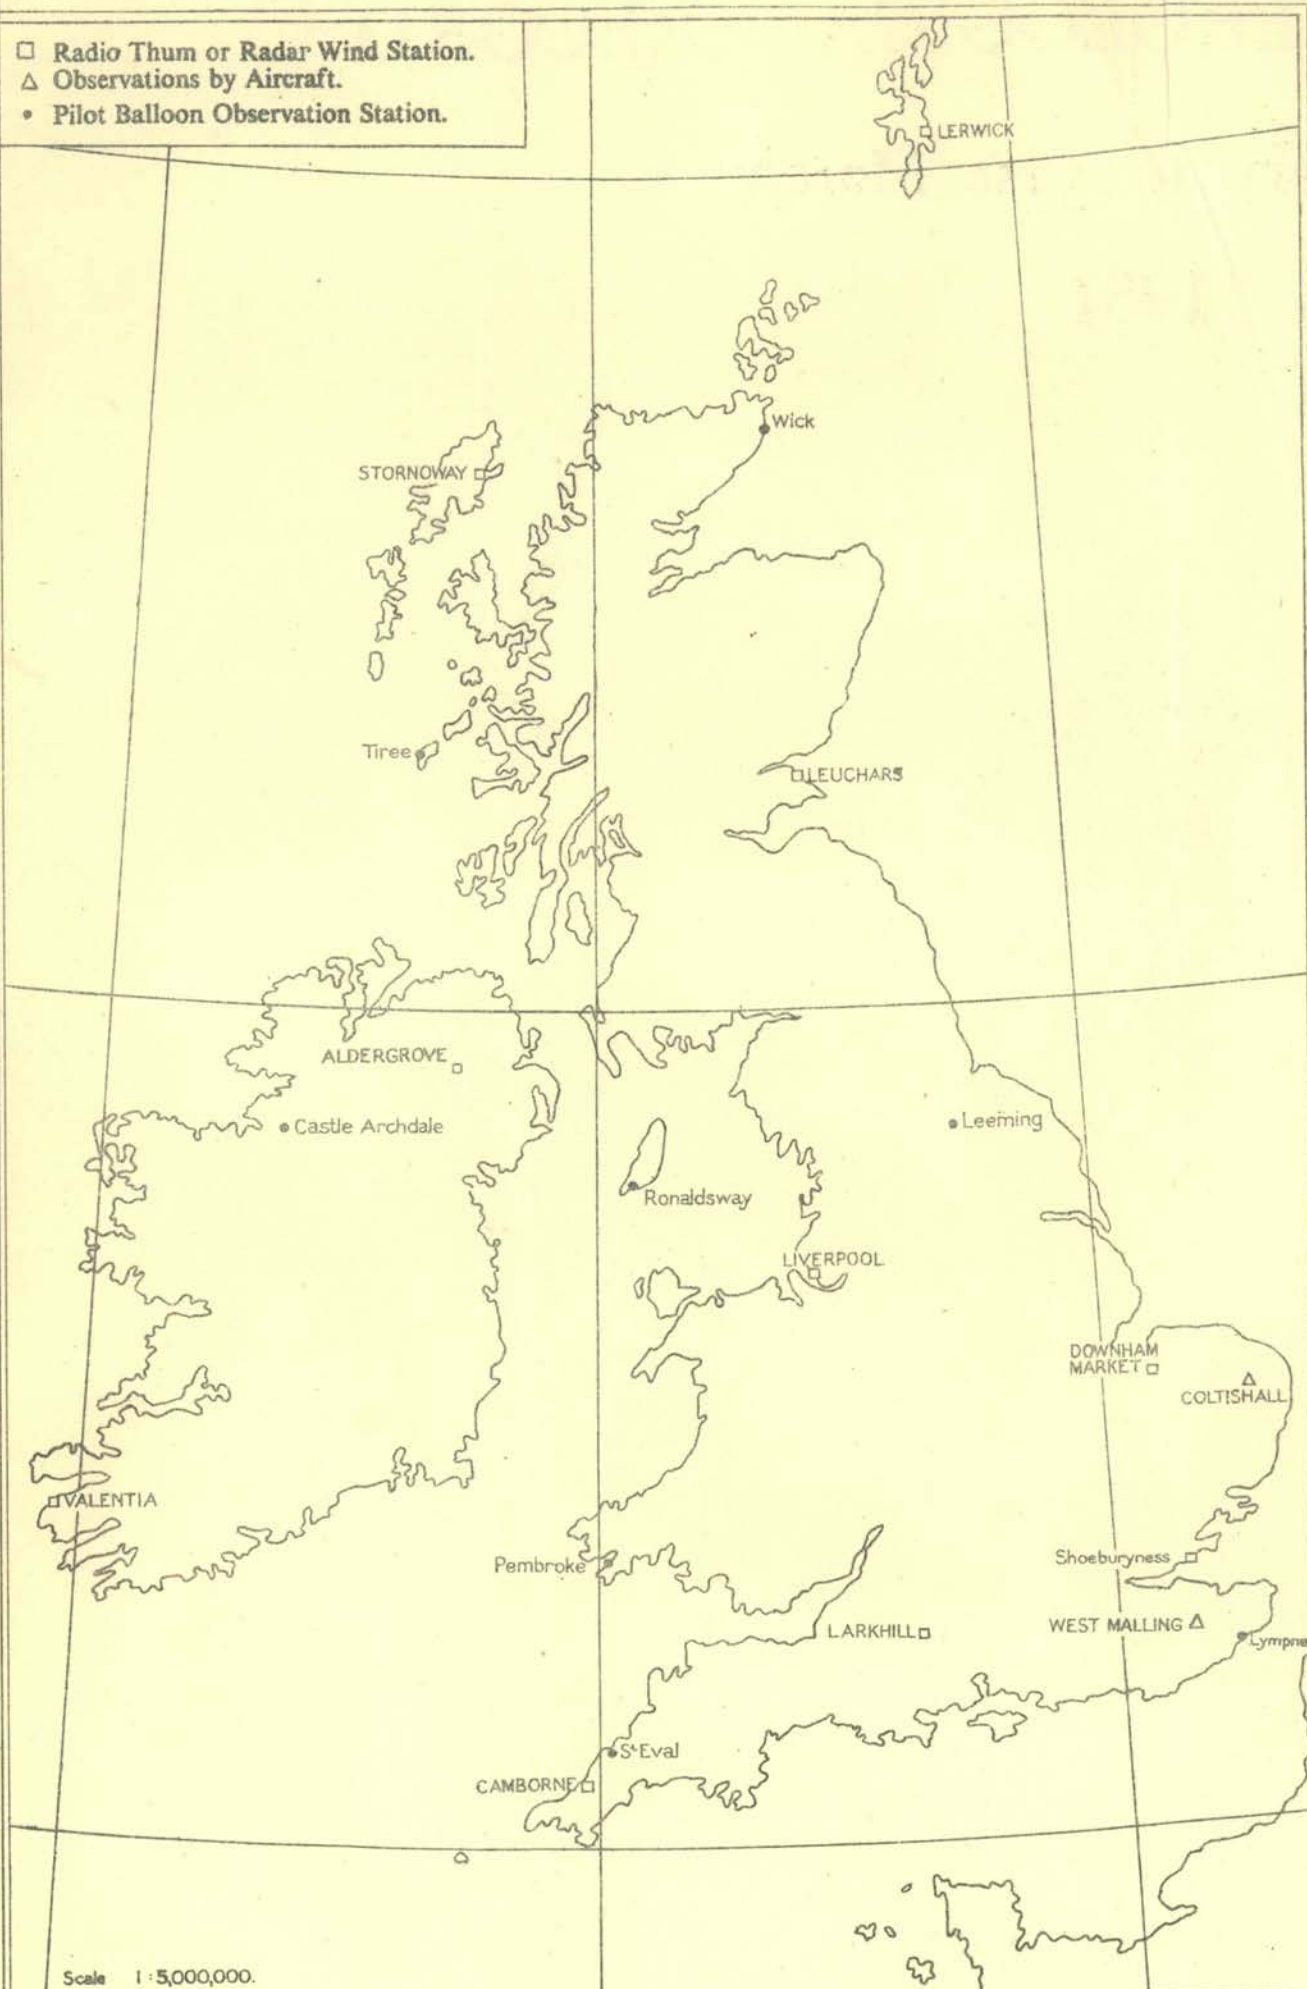 □ Radio Thum or Radar Wind Station.
△ Observations by Aircraft.
• Pilot Balloon Observation Station.
LERWICK
Wick
STORNOWAY
Tiree
LEUCHARS
ALDERGROVE
Castle Archdale
Leeming
Ronaldsway
LIVERPOOL
DOWNHAM
MARKET
COLTISHALL
VALENTIA
Pembroke
Shoeburyness
WEST MALLING
LARKHILL
Lympne
St Eval
CAMBORNE
Scale 1:5,000,000.